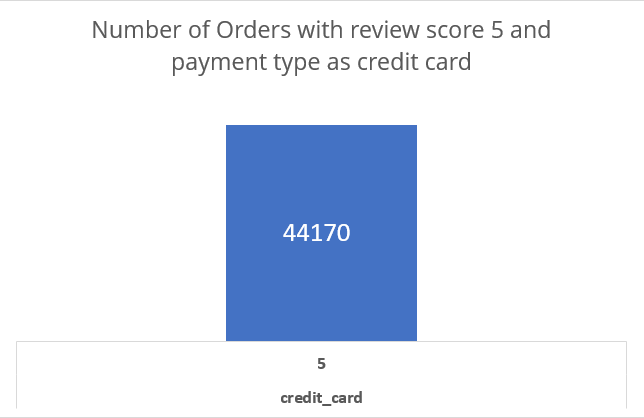 Number of Orders with review score 5 and
payment type as credit card
44170
5
credit_card